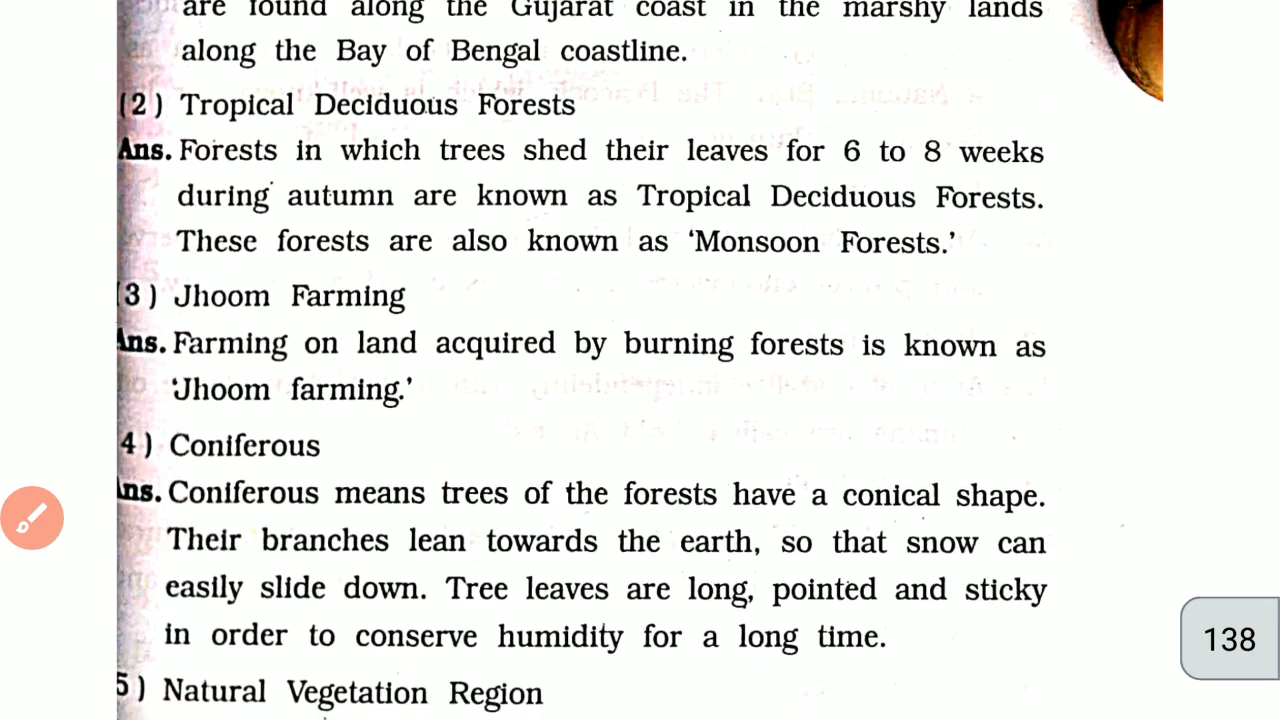 are found along the Gujarat coast in the marshy lands
along the Bay of Bengal coastline.
(2) Tropical Deciduous Forests
Ans. Forests in which trees shed their leaves for 6 to 8 weeks
during autumn are known as Tropical Deciduous Forests.
These forests are also known as ‘Monsoon Forests.’
(3) Jhoom Farming
Ans. Farming on land acquired by burning forests is known as
‘Jhoom farming.’
4) Coniferous
Ans. Coniferous means trees of the forests have a conical shape.
Their branches lean towards the earth, so that snow can
easily slide down. Tree leaves are long, pointed and sticky
in order to conserve humidity for a long time.
138
5) Natural Vegetation Region